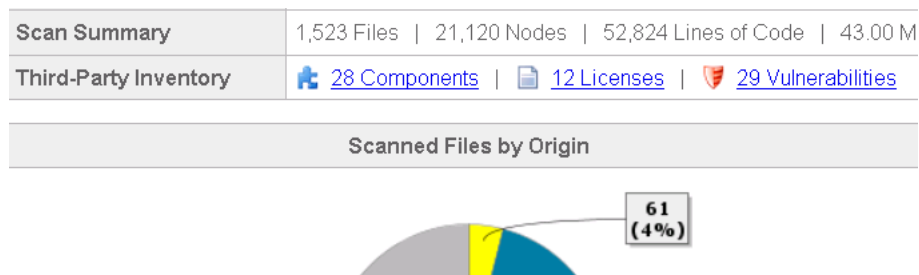 Scan Summary 1,523 Files | 21,120 Nodes | 52,824 Lines of Code | 43.00 M
Third-Party Inventory 28 Components | 12 Licenses | 29 Vulnerabilities
Scanned Files by Origin
61
(4%)